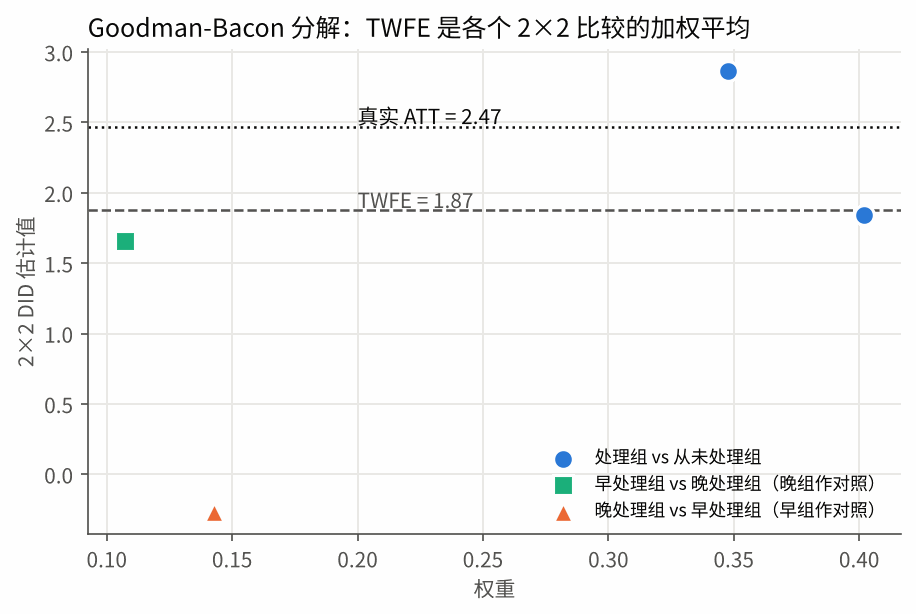 Goodman-Bacon 分解：TWFE 是各个 2×2 比较的加权平均
3.0
2.5
2.0
1.5
1.0
0.5
0.0
2×2 DID 估计值
真实 ATT = 2.47
TWFE = 1.87
处理组 vs 从未处理组
早处理组 vs 晚处理组（晚组作对照）
晚处理组 vs 早处理组（早组作对照）
0.10 0.15 0.20 0.25 0.30 0.35 0.40
权重